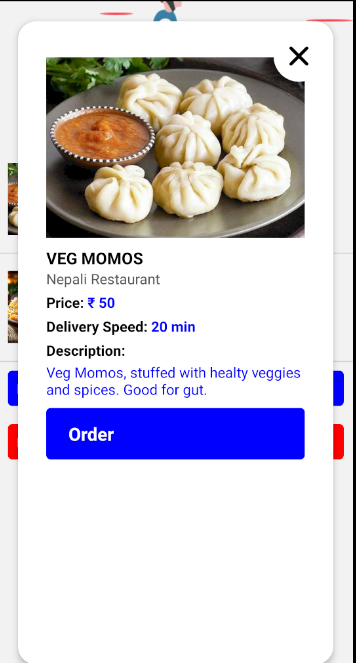 VEG MOMOS
Nepali Restaurant
Price: ₹ 50
Delivery Speed: 20 min
Description:
Veg Momos, stuffed with healty veggies
and spices. Good for gut.
Order